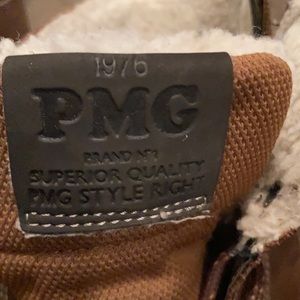 1976
PMG
BRAND Nº1
SUPERIOR QUALITY
PMG STYLE RIGHT